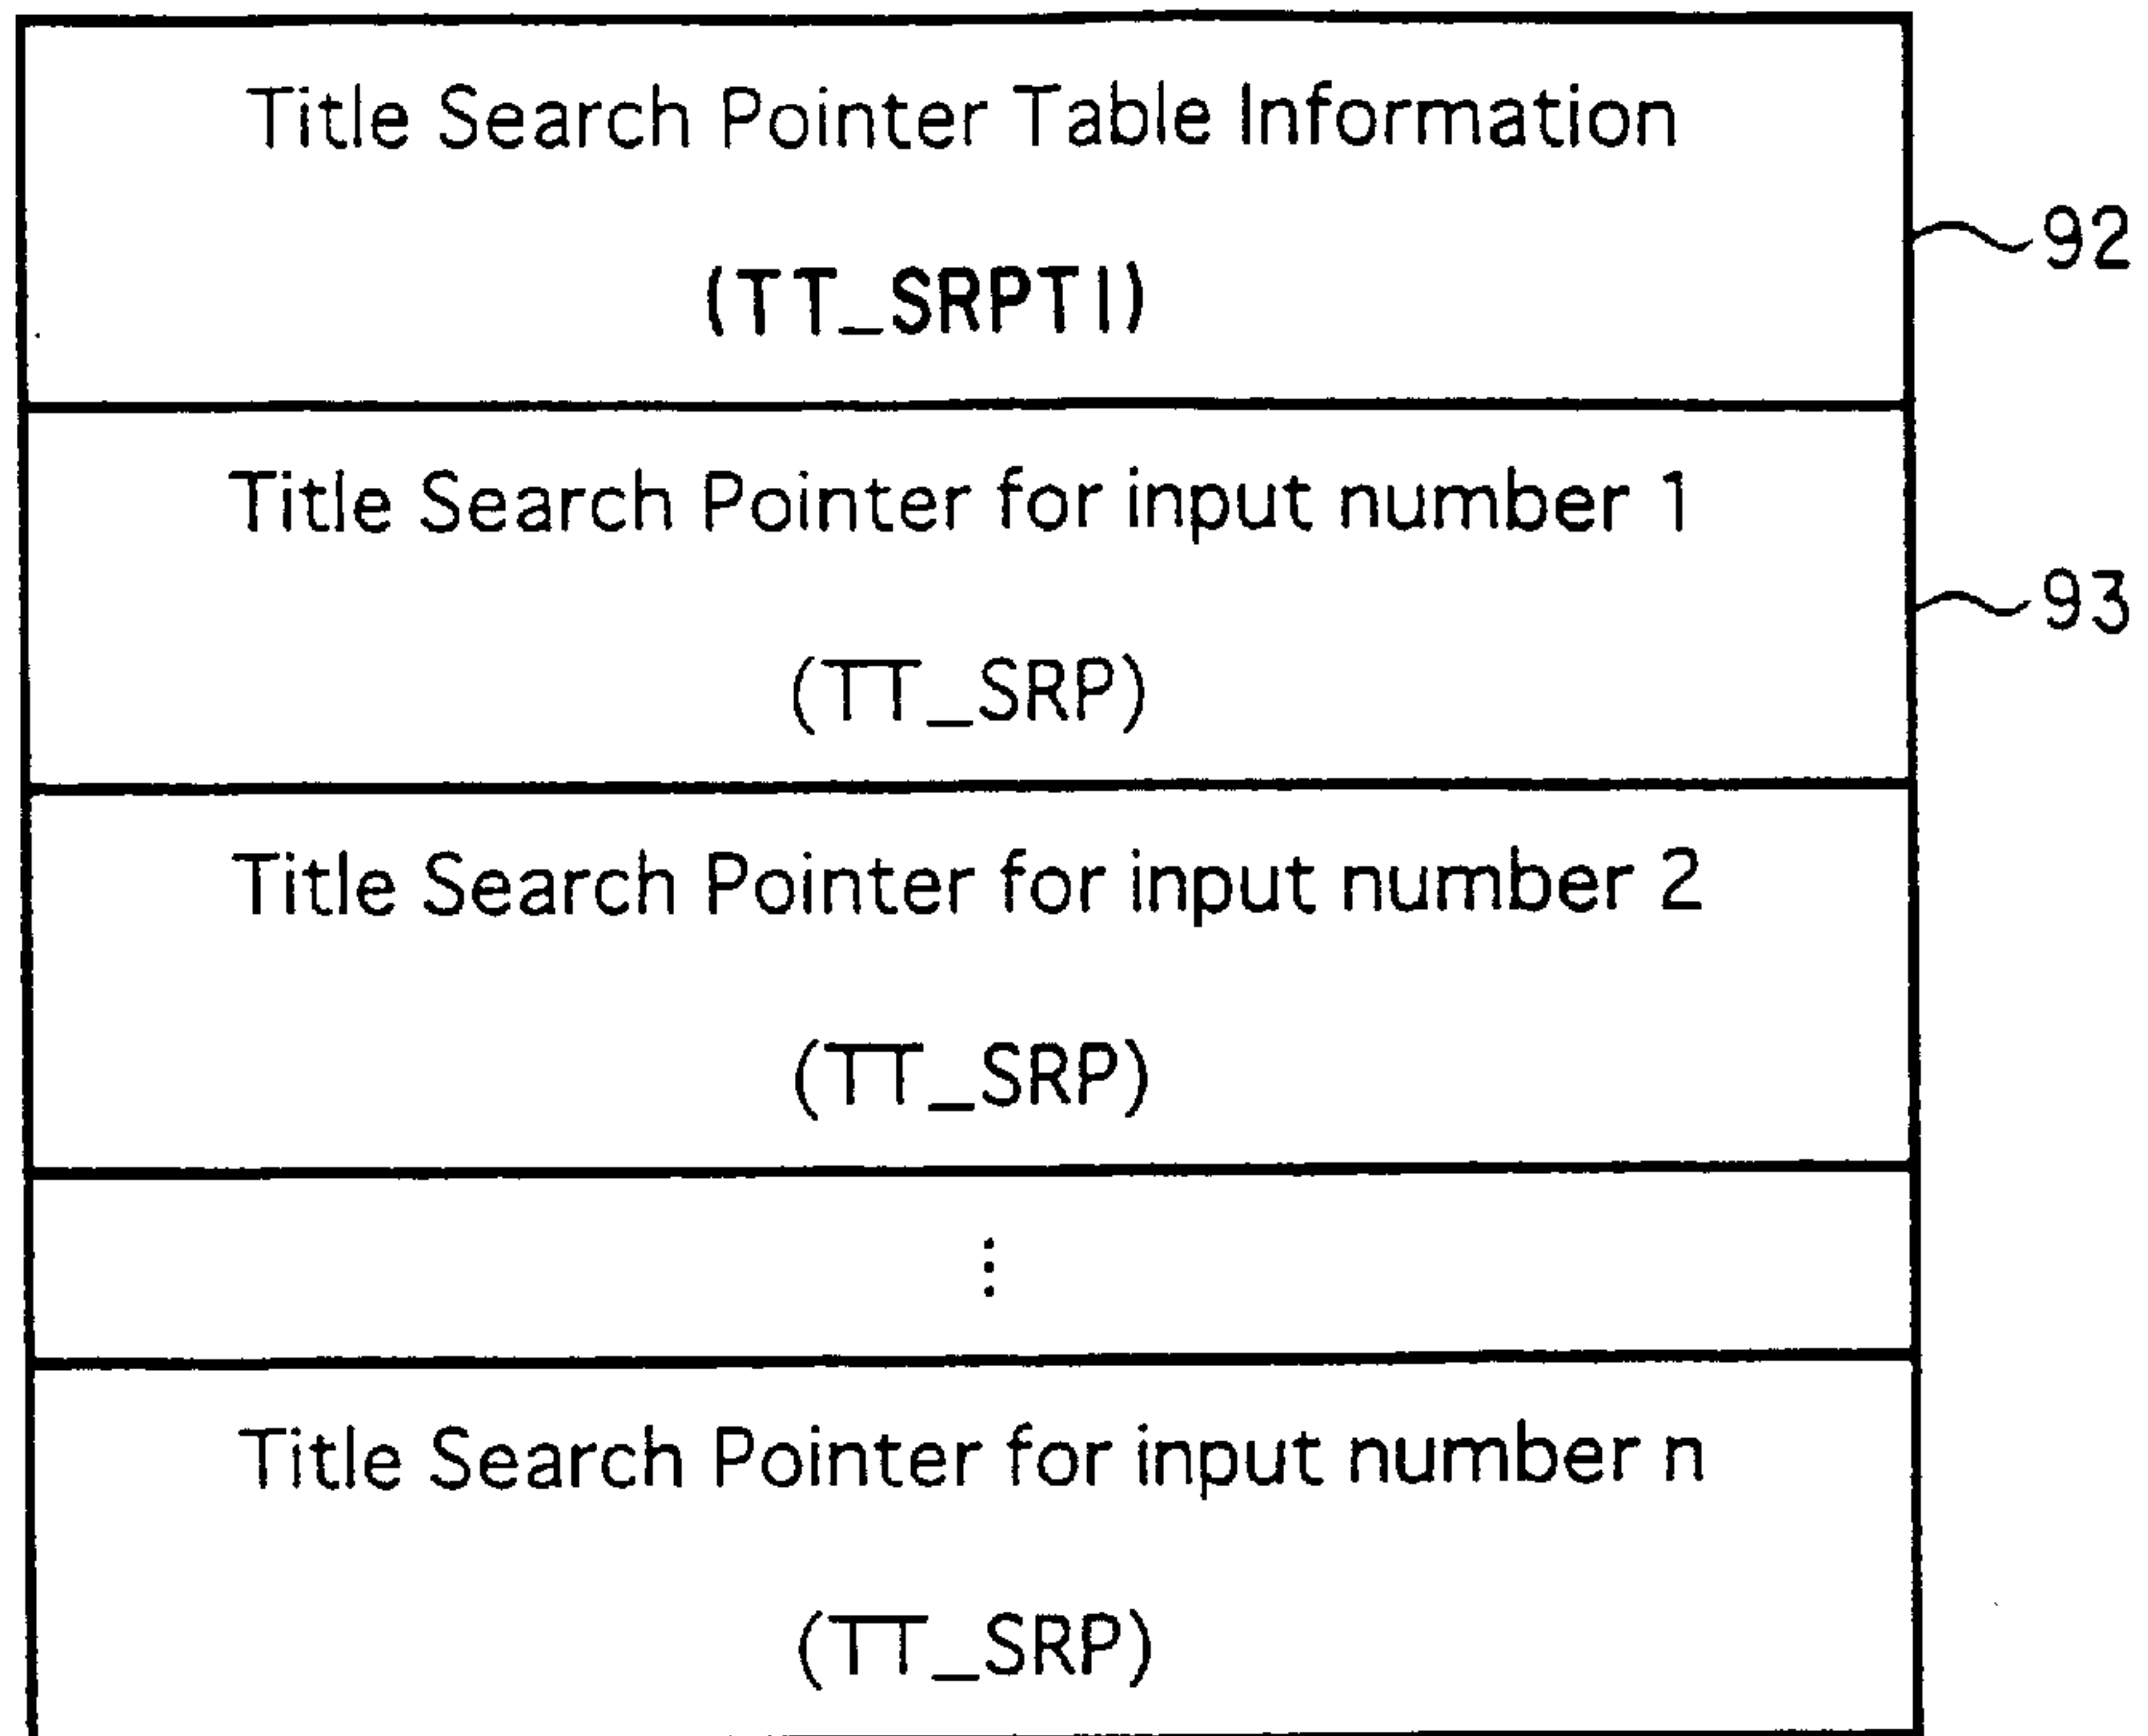 Title Search Pointer Table Information
(TT_SRPTI)
92
Title Search Pointer for input number 1
93
(TT_SRP)
Title Search Pointer for input number 2
(TT_SRP)
⋮
Title Search Pointer for input number n
(TT_SRP)